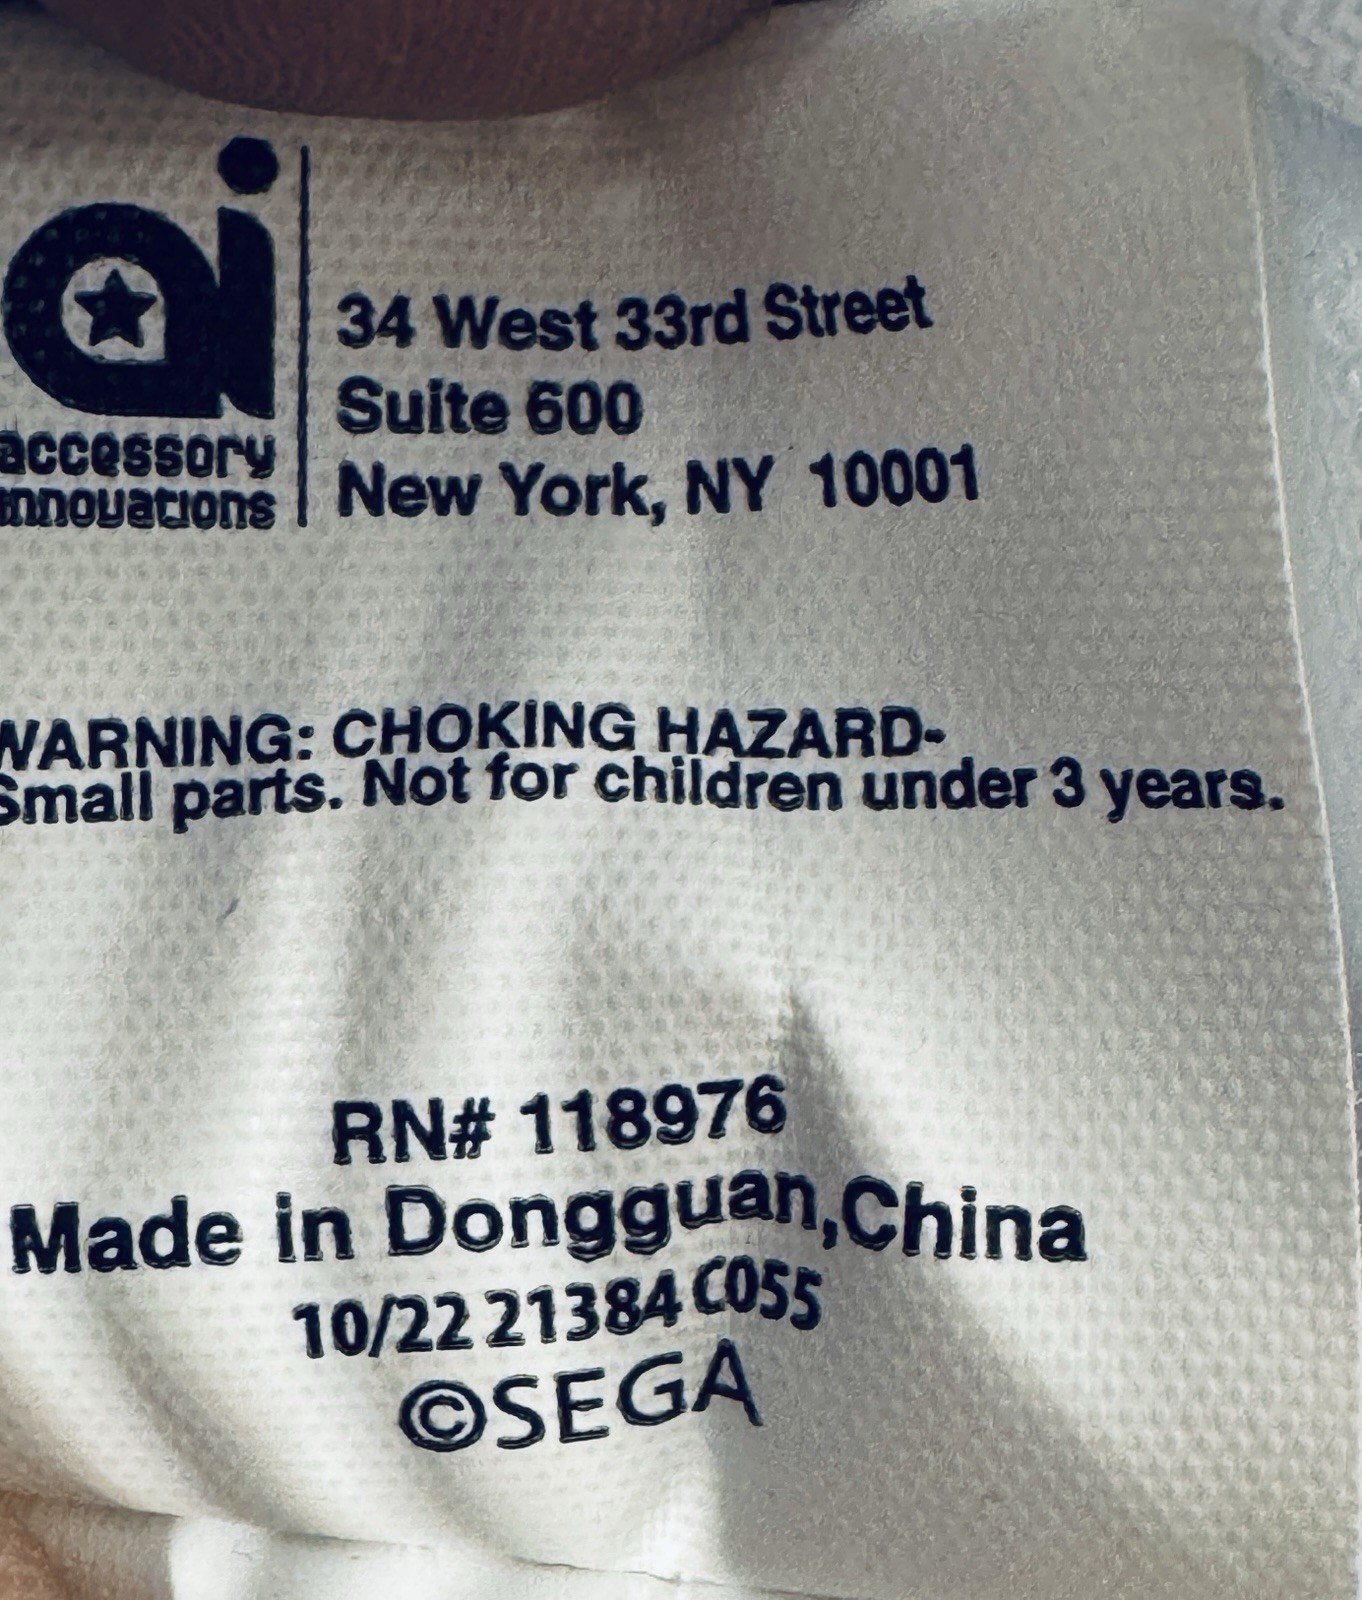 ai
accessory
innovations
34 West 33rd Street
Suite 600
New York, NY 10001
WARNING: CHOKING HAZARD-
Small parts. Not for children under 3 years.
RN# 118976
Made in Dongguan,China
10/22 21384 C055
©SEGA